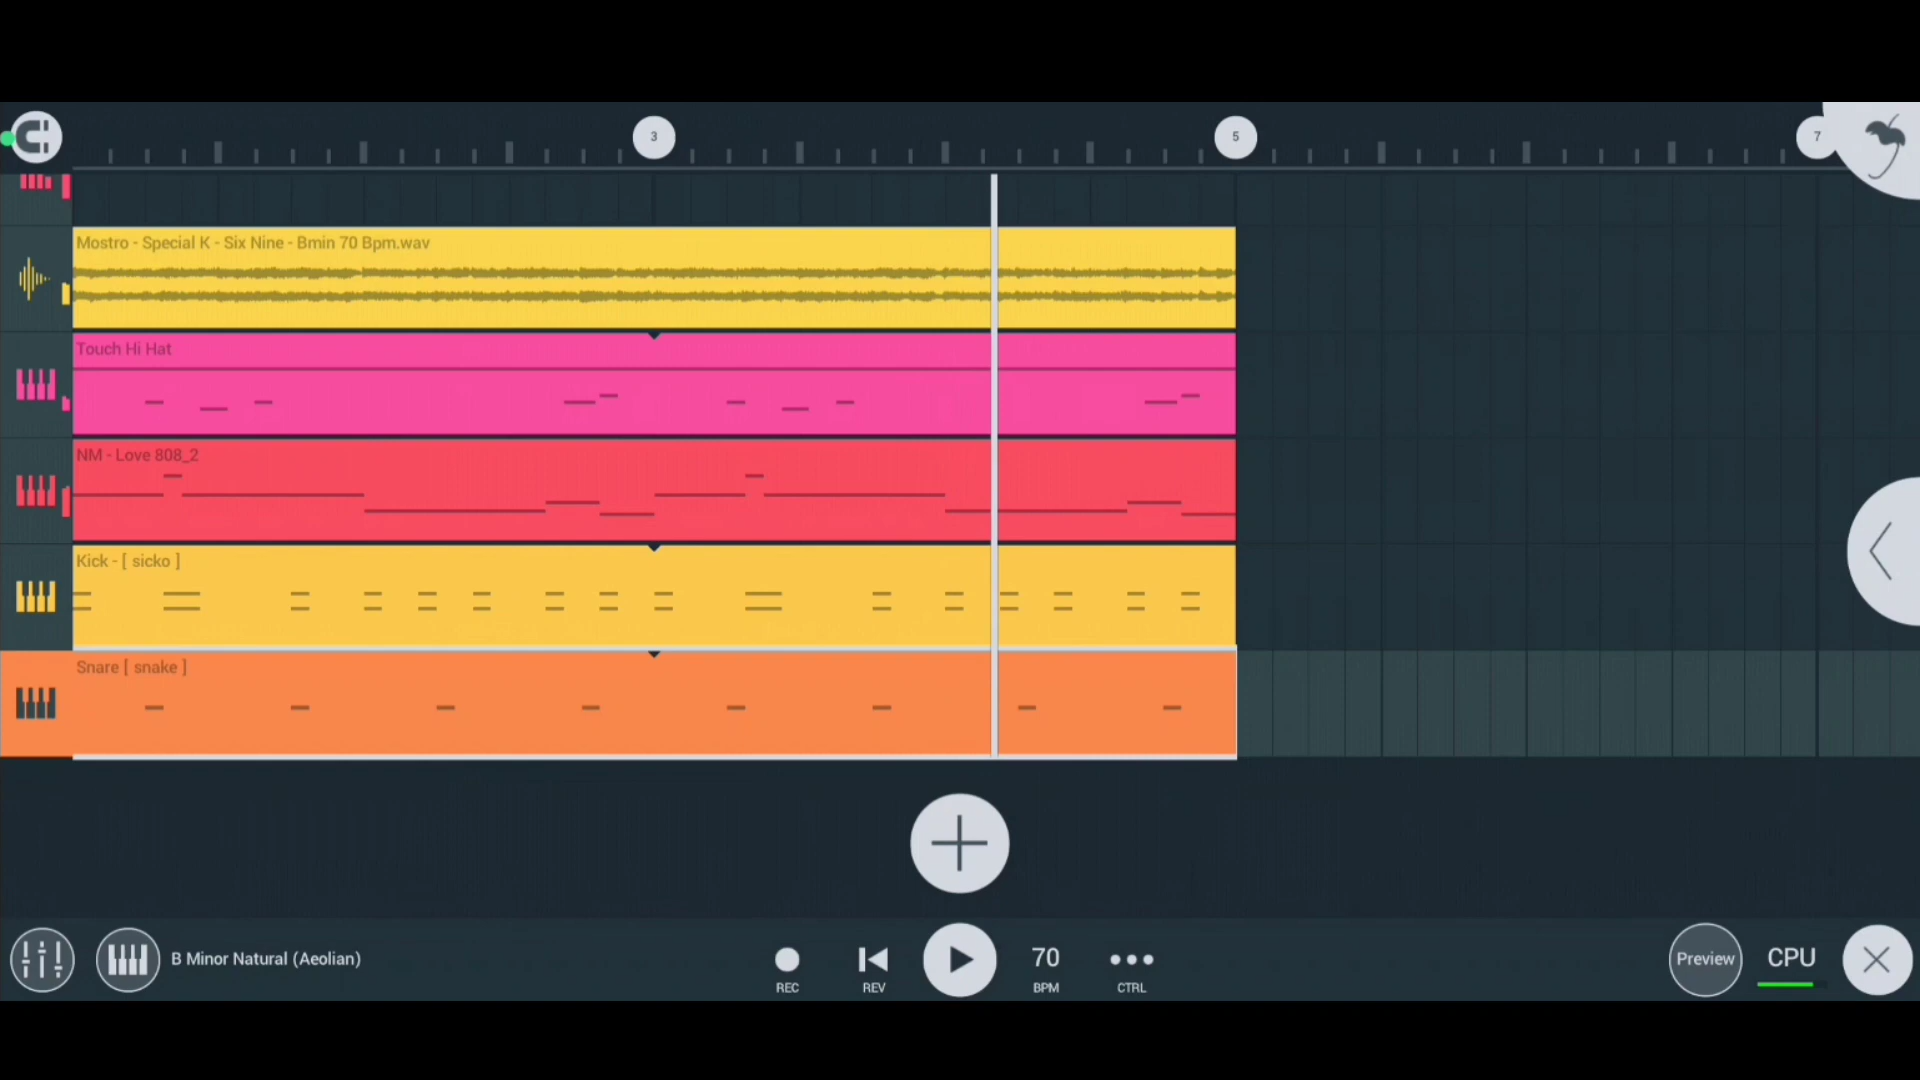 3
5
7
Mostro - Special K - Six Nine - Bmin 70 Bpm.wav
Touch Hi Hat
NM - Love 808_2
Kick - [ sicko ]
Snare [ snake ]
B Minor Natural (Aeolian)
REC
REV
70
BPM
CTRL
Preview
CPU